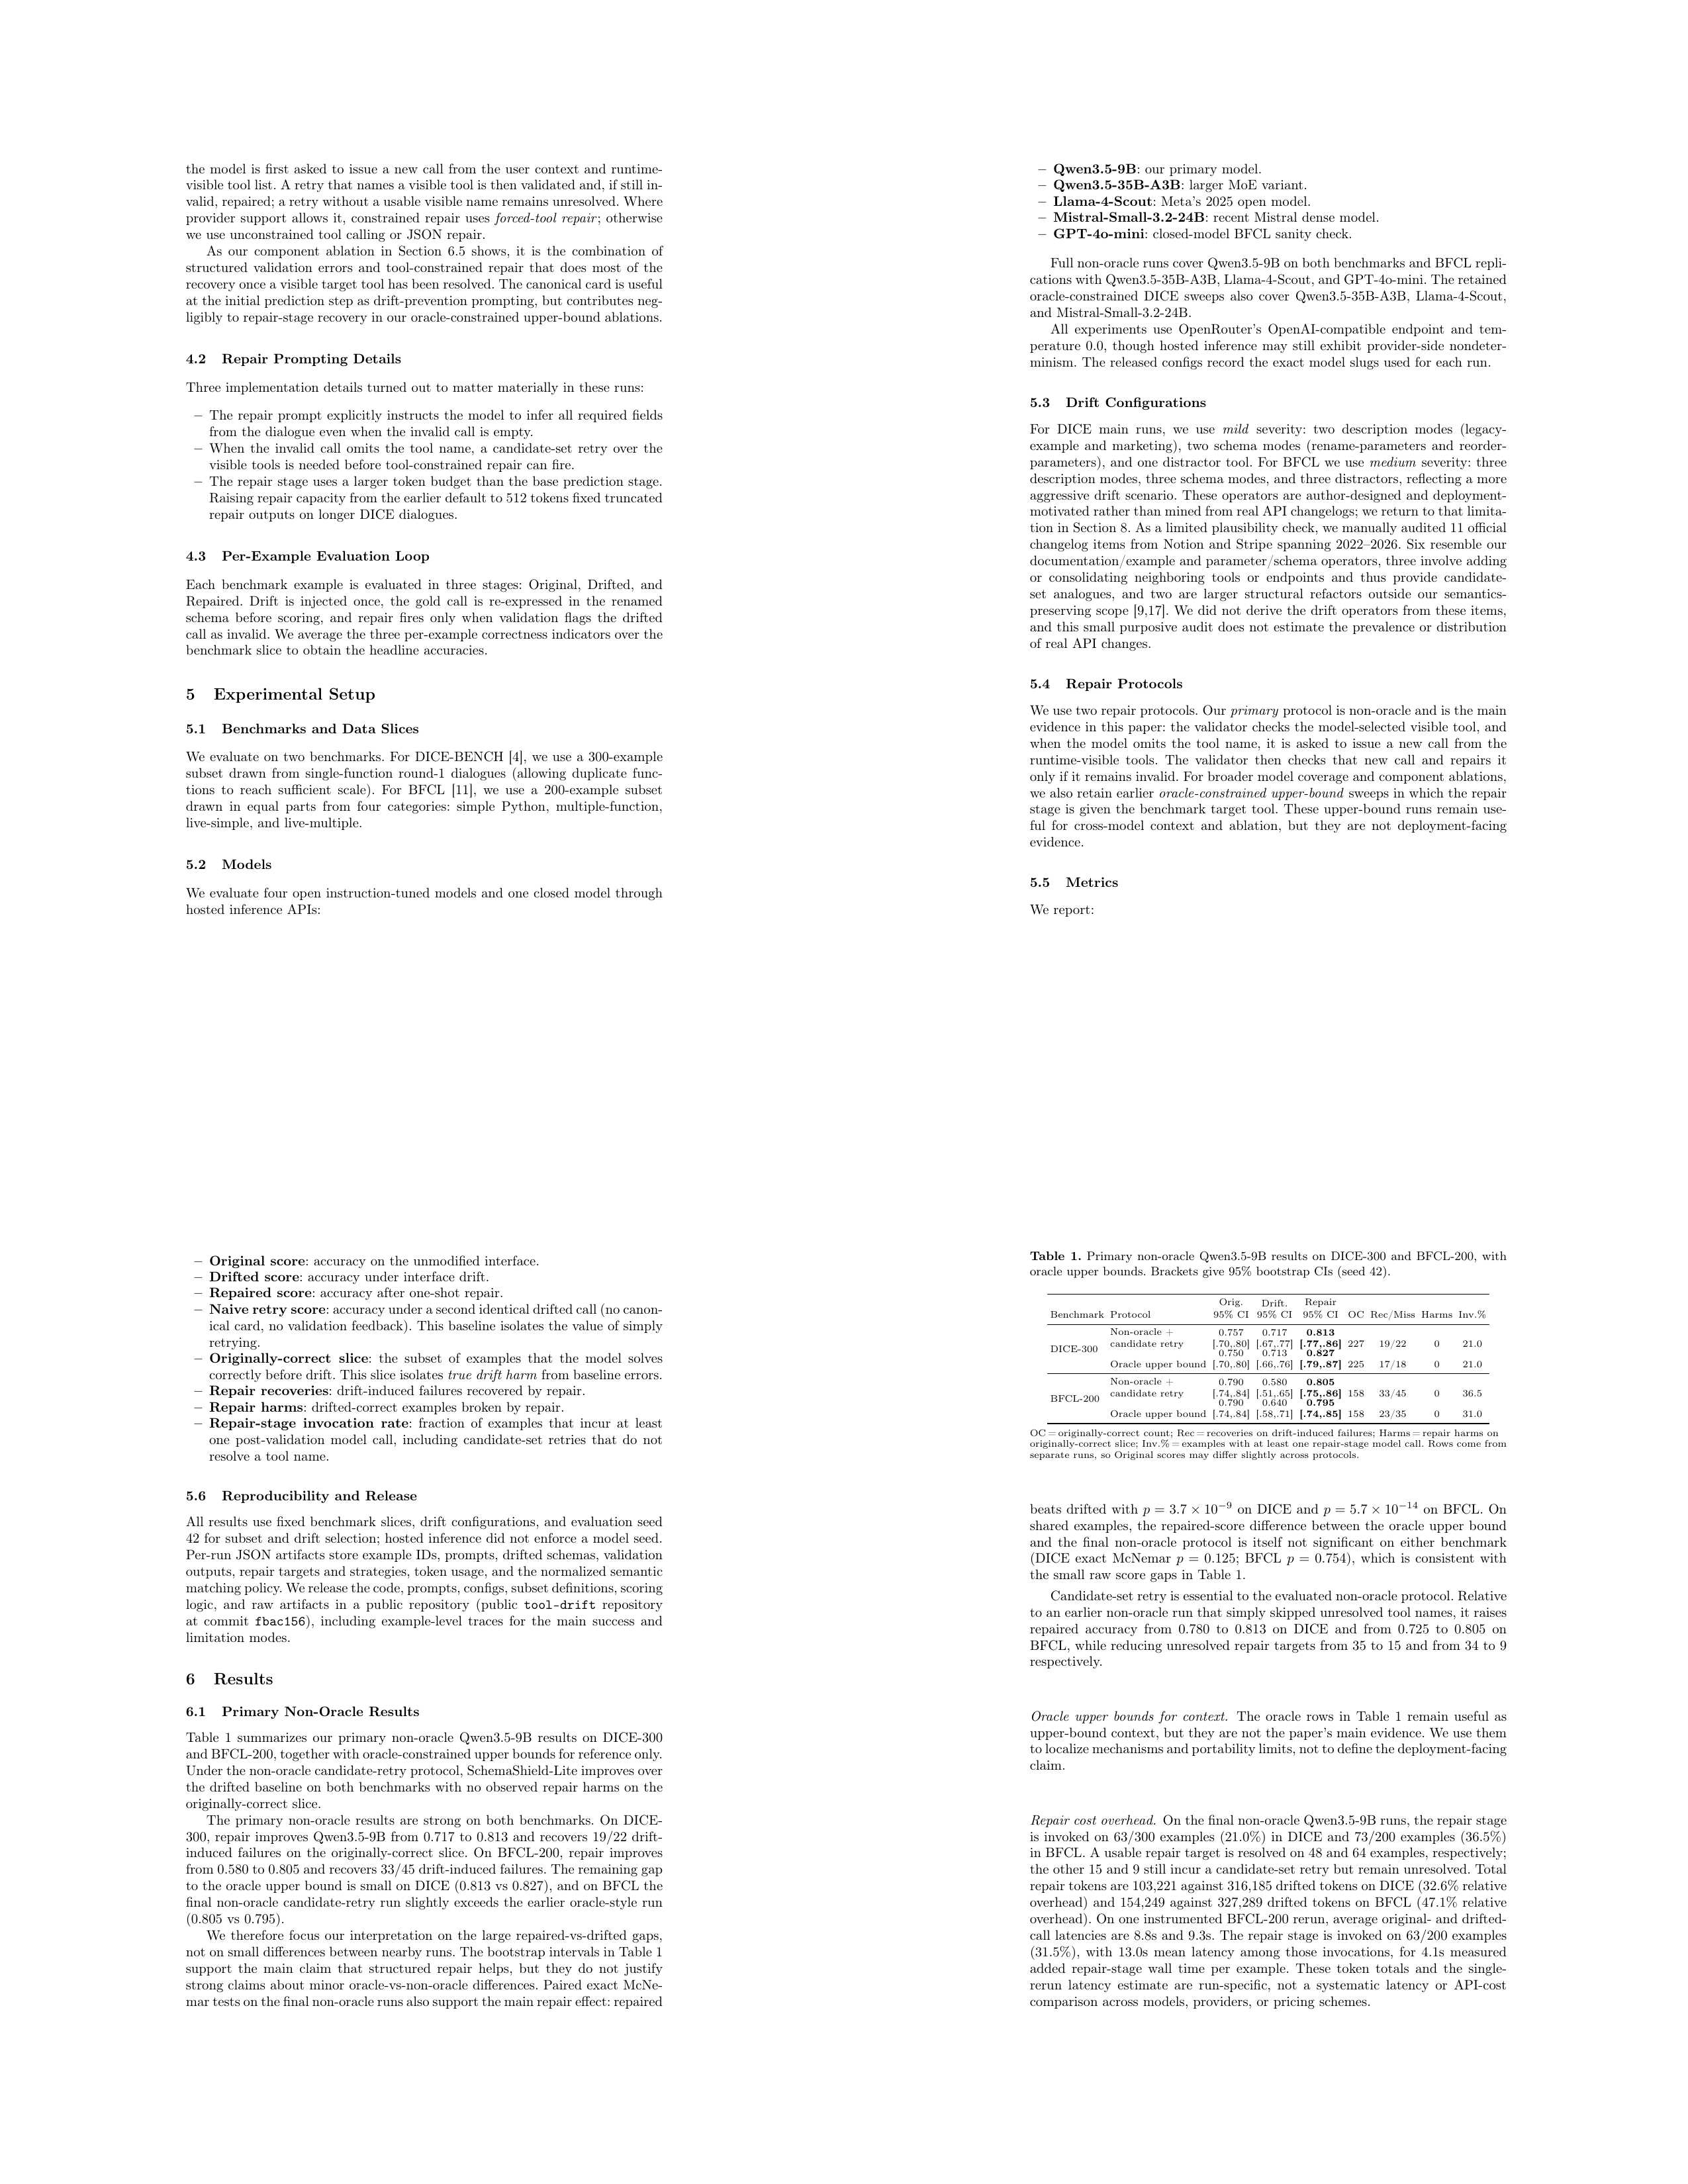 the model is first asked to issue a new call from the user context and runtime-
visible tool list. A retry that names a visible tool is then validated and, if still in-
valid, repaired; a retry without a usable visible name remains unresolved. Where
provider support allows it, constrained repair uses forced-tool repair; otherwise
we use unconstrained tool calling or JSON repair.
As our component ablation in Section 6.5 shows, it is the combination of
structured validation errors and tool-constrained repair that does most of the
recovery once a visible target tool has been resolved. The canonical card is useful
at the initial prediction step as drift-prevention prompting, but contributes neg-
ligibly to repair-stage recovery in our oracle-constrained upper-bound ablations.
4.2 Repair Prompting Details
Three implementation details turned out to matter materially in these runs:
– The repair prompt explicitly instructs the model to infer all required fields
from the dialogue even when the invalid call is empty.
– When the invalid call omits the tool name, a candidate-set retry over the
visible tools is needed before tool-constrained repair can fire.
– The repair stage uses a larger token budget than the base prediction stage.
Raising repair capacity from the earlier default to 512 tokens fixed truncated
repair outputs on longer DICE dialogues.
4.3 Per-Example Evaluation Loop
Each benchmark example is evaluated in three stages: Original, Drifted, and
Repaired. Drift is injected once, the gold call is re-expressed in the renamed
schema before scoring, and repair fires only when validation flags the drifted
call as invalid. We average the three per-example correctness indicators over the
benchmark slice to obtain the headline accuracies.
5 Experimental Setup
5.1 Benchmarks and Data Slices
We evaluate on two benchmarks. For DICE-BENCH [4], we use a 300-example
subset drawn from single-function round-1 dialogues (allowing duplicate func-
tions to reach sufficient scale). For BFCL [11], we use a 200-example subset
drawn in equal parts from four categories: simple Python, multiple-function,
live-simple, and live-multiple.
5.2 Models
We evaluate four open instruction-tuned models and one closed model through
hosted inference APIs:
– Qwen3.5-9B: our primary model.
– Qwen3.5-35B-A3B: larger MoE variant.
– Llama-4-Scout: Meta's 2025 open model.
– Mistral-Small-3.2-24B: recent Mistral dense model.
– GPT-4o-mini: closed-model BFCL sanity check.
Full non-oracle runs cover Qwen3.5-9B on both benchmarks and BFCL repli-
cations with Qwen3.5-35B-A3B, Llama-4-Scout, and GPT-4o-mini. The retained
oracle-constrained DICE sweeps also cover Qwen3.5-35B-A3B, Llama-4-Scout,
and Mistral-Small-3.2-24B.
All experiments use OpenRouter's OpenAI-compatible endpoint and tem-
perature 0.0, though hosted inference may still exhibit provider-side nondeter-
minism. The released configs record the exact model slugs used for each run.
5.3 Drift Configurations
For DICE main runs, we use mild severity: two description modes (legacy-
example and marketing), two schema modes (rename-parameters and reorder-
parameters), and one distractor tool. For BFCL we use medium severity: three
description modes, three schema modes, and three distractors, reflecting a more
aggressive drift scenario. These operators are author-designed and deployment-
motivated rather than mined from real API changelogs; we return to that limita-
tion in Section 8. As a limited plausibility check, we manually audited 11 official
changelog items from Notion and Stripe spanning 2022–2026. Six resemble our
documentation/example and parameter/schema operators, three involve adding
or consolidating neighboring tools or endpoints and thus provide candidate-
set analogues, and two are larger structural refactors outside our semantics-
preserving scope [9,17]. We did not derive the drift operators from these items,
and this small purposive audit does not estimate the prevalence or distribution
of real API changes.
5.4 Repair Protocols
We use two repair protocols. Our primary protocol is non-oracle and is the main
evidence in this paper: the validator checks the model-selected visible tool, and
when the model omits the tool name, it is asked to issue a new call from the
runtime-visible tools. The validator then checks that new call and repairs it
only if it remains invalid. For broader model coverage and component ablations,
we also retain earlier oracle-constrained upper-bound sweeps in which the repair
stage is given the benchmark target tool. These upper-bound runs remain use-
ful for cross-model context and ablation, but they are not deployment-facing
evidence.
5.5 Metrics
We report:
– Original score: accuracy on the unmodified interface.
– Drifted score: accuracy under interface drift.
– Repaired score: accuracy after one-shot repair.
– Naive retry score: accuracy under a second identical drifted call (no canon-
ical card, no validation feedback). This baseline isolates the value of simply
retrying.
– Originally-correct slice: the subset of examples that the model solves
correctly before drift. This slice isolates true drift harm from baseline errors.
– Repair recoveries: drift-induced failures recovered by repair.
– Repair harms: drifted-correct examples broken by repair.
– Repair-stage invocation rate: fraction of examples that incur at least
one post-validation model call, including candidate-set retries that do not
resolve a tool name.
5.6 Reproducibility and Release
All results use fixed benchmark slices, drift configurations, and evaluation seed
42 for subset and drift selection; hosted inference did not enforce a model seed.
Per-run JSON artifacts store example IDs, prompts, drifted schemas, validation
outputs, repair targets and strategies, token usage, and the normalized semantic
matching policy. We release the code, prompts, configs, subset definitions, scoring
logic, and raw artifacts in a public repository (public tool-drift repository
at commit fbac156), including example-level traces for the main success and
limitation modes.
6 Results
6.1 Primary Non-Oracle Results
Table 1 summarizes our primary non-oracle Qwen3.5-9B results on DICE-300
and BFCL-200, together with oracle-constrained upper bounds for reference only.
Under the non-oracle candidate-retry protocol, SchemaShield-Lite improves over
the drifted baseline on both benchmarks with no observed repair harms on the
originally-correct slice.
The primary non-oracle results are strong on both benchmarks. On DICE-
300, repair improves Qwen3.5-9B from 0.717 to 0.813 and recovers 19/22 drift-
induced failures on the originally-correct slice. On BFCL-200, repair improves
from 0.580 to 0.805 and recovers 33/45 drift-induced failures. The remaining gap
to the oracle upper bound is small on DICE (0.813 vs 0.827), and on BFCL the
final non-oracle candidate-retry run slightly exceeds the earlier oracle-style run
(0.805 vs 0.795).
We therefore focus our interpretation on the large repaired-vs-drifted gaps,
not on small differences between nearby runs. The bootstrap intervals in Table 1
support the main claim that structured repair helps, but they do not justify
strong claims about minor oracle-vs-non-oracle differences. Paired exact McNe-
mar tests on the final non-oracle runs also support the main repair effect: repaired
Table 1. Primary non-oracle Qwen3.5-9B results on DICE-300 and BFCL-200, with
oracle upper bounds. Brackets give 95% bootstrap CIs (seed 42).
Orig. Drift. Repair
Benchmark Protocol 95% CI 95% CI 95% CI OC Rec/Miss Harms Inv.%
Non-oracle + 0.757 0.717 0.813
DICE-300 candidate retry [.70,.80] [.67,.77] [.77,.86] 227 19/22 0 21.0
0.750 0.713 0.827
Oracle upper bound [.70,.80] [.66,.76] [.79,.87] 225 17/18 0 21.0
Non-oracle + 0.790 0.580 0.805
BFCL-200 candidate retry [.74,.84] [.51,.65] [.75,.86] 158 33/45 0 36.5
0.790 0.640 0.795
Oracle upper bound [.74,.84] [.58,.71] [.74,.85] 158 23/35 0 31.0
OC = originally-correct count; Rec = recoveries on drift-induced failures; Harms = repair harms on
originally-correct slice; Inv.% = examples with at least one repair-stage model call. Rows come from
separate runs, so Original scores may differ slightly across protocols.
beats drifted with p = 3.7 × 10⁻⁹ on DICE and p = 5.7 × 10⁻¹⁴ on BFCL. On
shared examples, the repaired-score difference between the oracle upper bound
and the final non-oracle protocol is itself not significant on either benchmark
(DICE exact McNemar p = 0.125; BFCL p = 0.754), which is consistent with
the small raw score gaps in Table 1.
Candidate-set retry is essential to the evaluated non-oracle protocol. Relative
to an earlier non-oracle run that simply skipped unresolved tool names, it raises
repaired accuracy from 0.780 to 0.813 on DICE and from 0.725 to 0.805 on
BFCL, while reducing unresolved repair targets from 35 to 15 and from 34 to 9
respectively.
Oracle upper bounds for context. The oracle rows in Table 1 remain useful as
upper-bound context, but they are not the paper's main evidence. We use them
to localize mechanisms and portability limits, not to define the deployment-facing
claim.
Repair cost overhead. On the final non-oracle Qwen3.5-9B runs, the repair stage
is invoked on 63/300 examples (21.0%) in DICE and 73/200 examples (36.5%)
in BFCL. A usable repair target is resolved on 48 and 64 examples, respectively;
the other 15 and 9 still incur a candidate-set retry but remain unresolved. Total
repair tokens are 103,221 against 316,185 drifted tokens on DICE (32.6% relative
overhead) and 154,249 against 327,289 drifted tokens on BFCL (47.1% relative
overhead). On one instrumented BFCL-200 rerun, average original- and drifted-
call latencies are 8.8s and 9.3s. The repair stage is invoked on 63/200 examples
(31.5%), with 13.0s mean latency among those invocations, for 4.1s measured
added repair-stage wall time per example. These token totals and the single-
rerun latency estimate are run-specific, not a systematic latency or API-cost
comparison across models, providers, or pricing schemes.